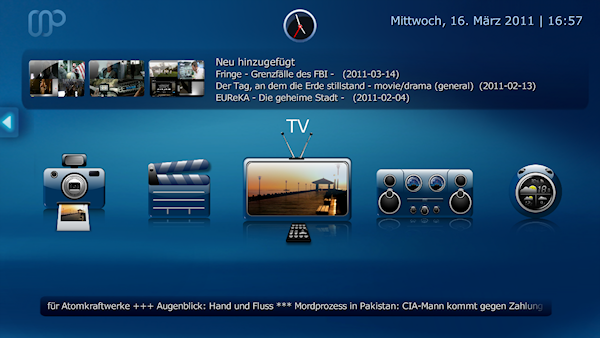 Mittwoch, 16. März 2011 | 16:57
Neu hinzugefügt
Fringe - Grenzfälle des FBI -   (2011-03-14)
Der Tag, an dem die Erde stillstand - movie/drama (general)  (2011-02-13)
EUReKA - Die geheime Stadt -   (2011-02-04)
TV
für Atomkraftwerke +++ Augenblick: Hand und Fluss *** Mordprozess in Pakistan: CIA-Mann kommt gegen Zahlung